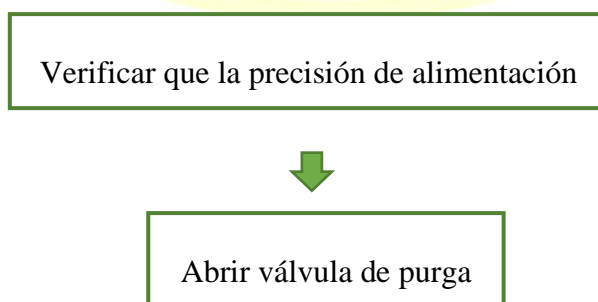 Verificar que la precisión de alimentación
Abrir válvula de purga